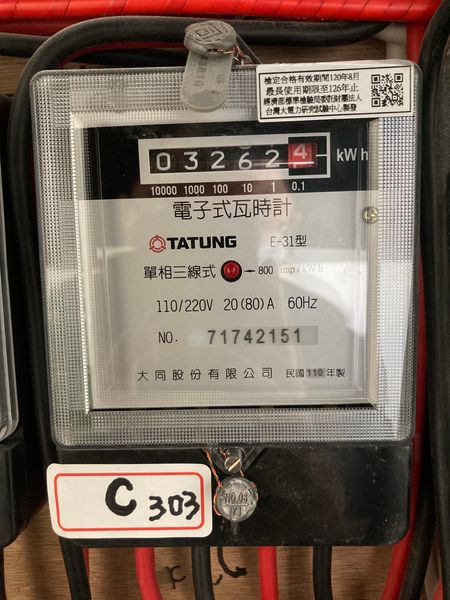 檢定合格有效期間120年8月
最長使用期限至126年止
經濟部標準檢驗局委託財團法人
台灣大電力研究試驗中心製發
032624 kWh
10000 1000 100 10 1 0.1
電子式瓦時計
TATUNG E-31型
單相三線式 800 imp/kWh
110/220V 20(80)A 60Hz
NO. 71742151
大同股份有限公司 民國110年製
C303